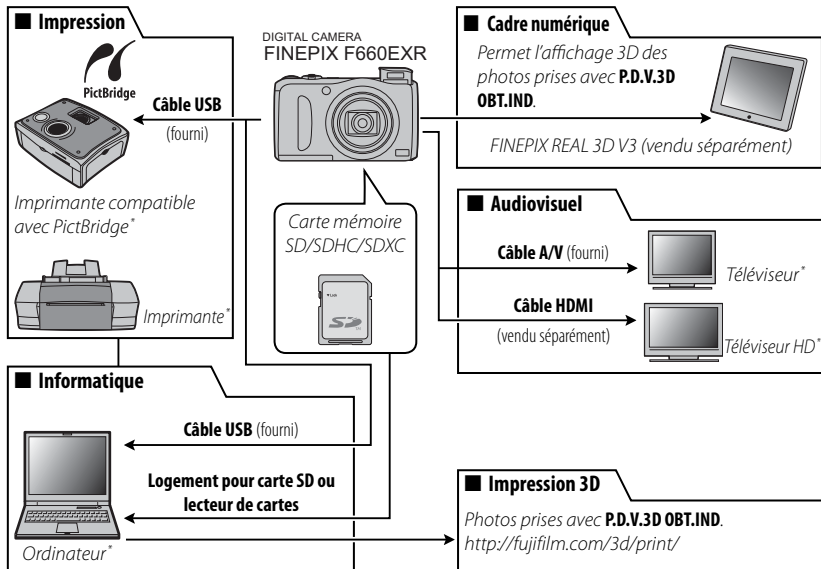 ■ Impression
PictBridge
Câble USB
(fourni)
Imprimante compatible
avec PictBridge*
Imprimante*
DIGITAL CAMERA
FINEPIX F660EXR
Carte mémoire
SD/SDHC/SDXC
Lock
SD
■ Cadre numérique
Permet l'affichage 3D des
photos prises avec P.D.V.3D
OBT.IND.
FINEPIX REAL 3D V3 (vendu séparément)
■ Audiovisuel
Câble A/V (fourni)
Téléviseur*
Câble HDMI
(vendu séparément)
Téléviseur HD*
■ Informatique
Câble USB (fourni)
Logement pour carte SD ou
lecteur de cartes
Ordinateur*
■ Impression 3D
Photos prises avec P.D.V.3D OBT.IND.
http://fujifilm.com/3d/print/